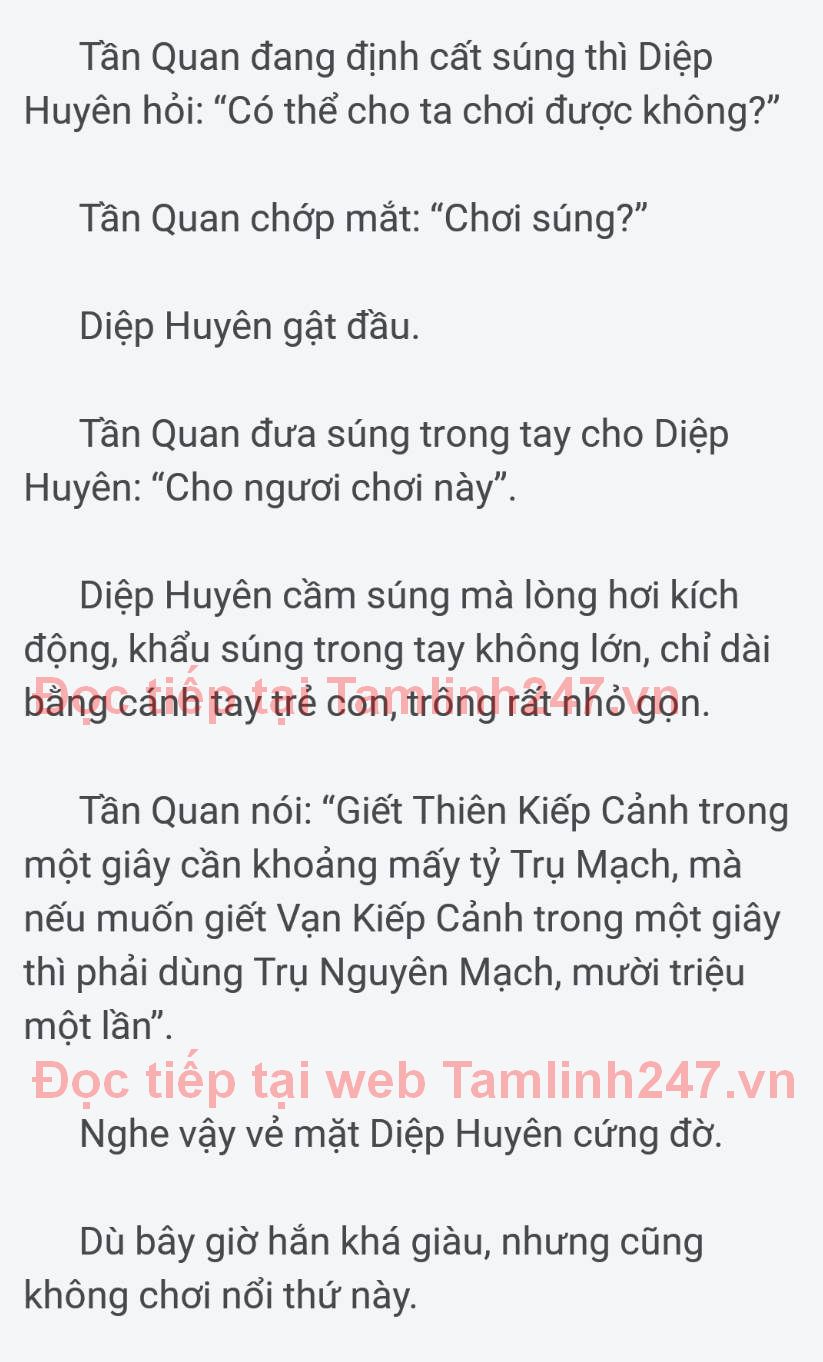 Tần Quan đang định cất súng thì Diệp
Huyên hỏi: “Có thể cho ta chơi được không?”
Tần Quan chớp mắt: “Chơi súng?”
Diệp Huyên gật đầu.
Tần Quan đưa súng trong tay cho Diệp
Huyên: “Cho ngươi chơi này”.
Diệp Huyên cầm súng mà lòng hơi kích
động, khẩu súng trong tay không lớn, chỉ dài
Đọc tiếp tại Tamlinh247.vn
bằng cánh tay trẻ con, trông rất nhỏ gọn.
Tần Quan nói: “Giết Thiên Kiếp Cảnh trong
một giây cần khoảng mấy tỷ Trụ Mạch, mà
nếu muốn giết Vạn Kiếp Cảnh trong một giây
thì phải dùng Trụ Nguyên Mạch, mười triệu
một lần”.
Đọc tiếp tại web Tamlinh247.vn
Nghe vậy vẻ mặt Diệp Huyên cứng đờ.
Dù bây giờ hắn khá giàu, nhưng cũng
không chơi nổi thứ này.